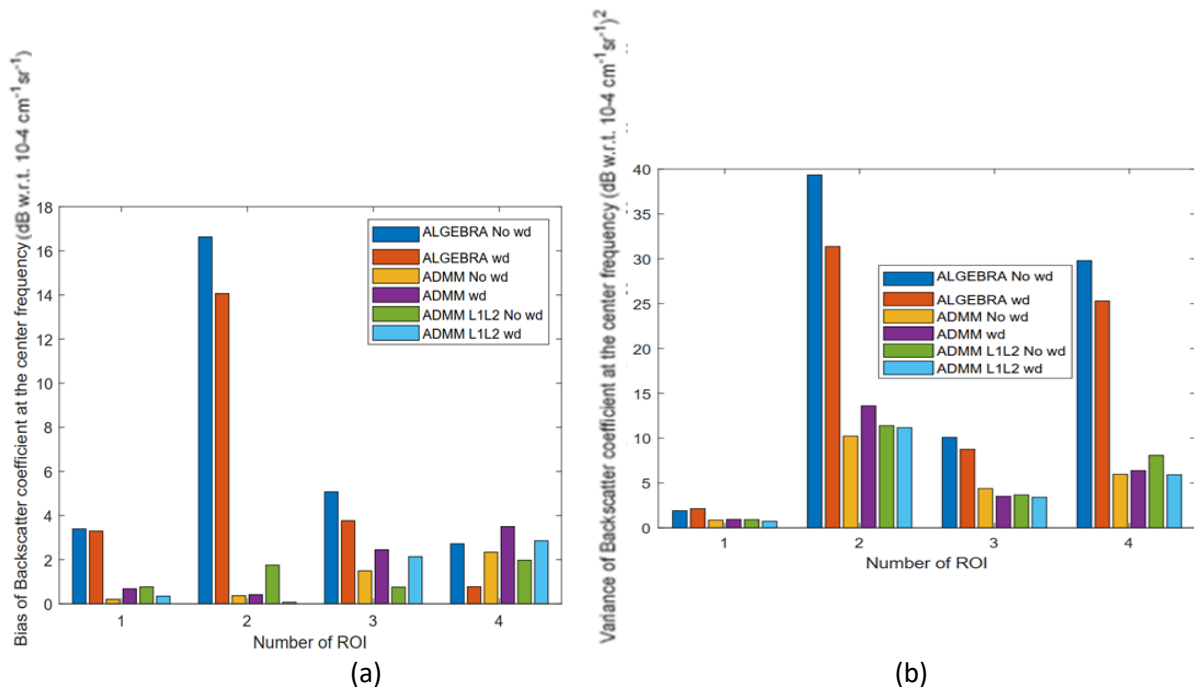 Bias of Backscatter coefficient at the center frequency (dB w.r.t. 10-4 cm⁻¹sr⁻¹)
18
16
14
12
10
8
6
4
2
0
ALGEBRA No wd
ALGEBRA wd
ADMM No wd
ADMM wd
ADMM L1L2 No wd
ADMM L1L2 wd
1 2 3 4
Number of ROI
(a)
Variance of Backscatter coefficient at the center frequency (dB w.r.t. 10-4 cm⁻¹sr⁻¹)²
40
35
30
25
20
15
10
5
0
ALGEBRA No wd
ALGEBRA wd
ADMM No wd
ADMM wd
ADMM L1L2 No wd
ADMM L1L2 wd
1 2 3 4
Number of ROI
(b)